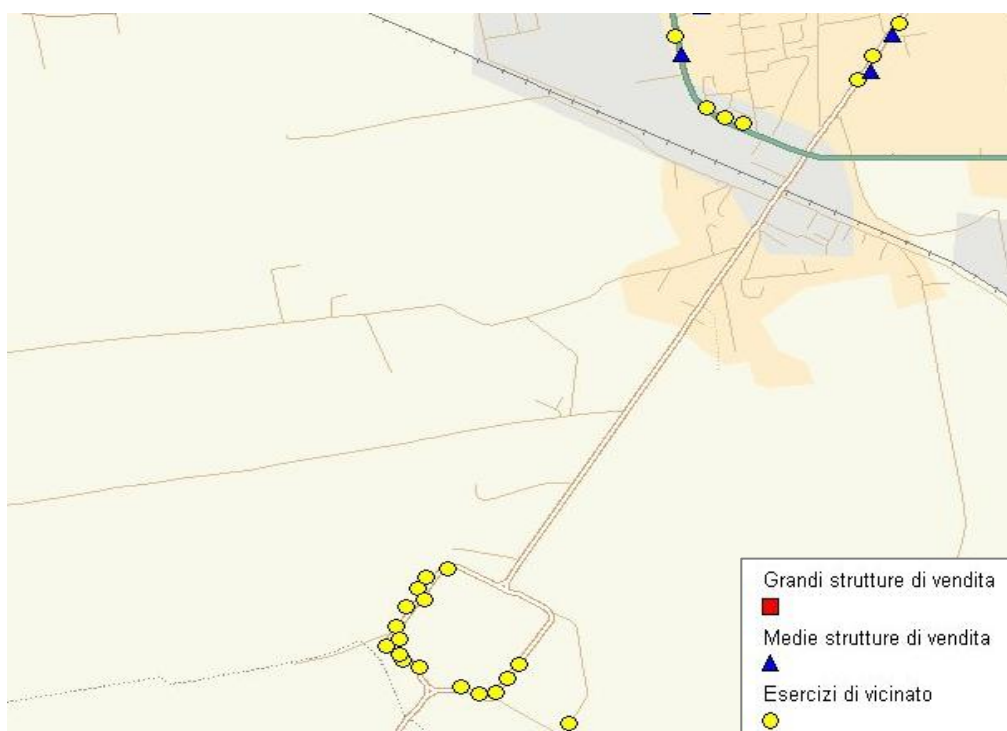 Grandi strutture di vendita
Medie strutture di vendita
Esercizi di vicinato